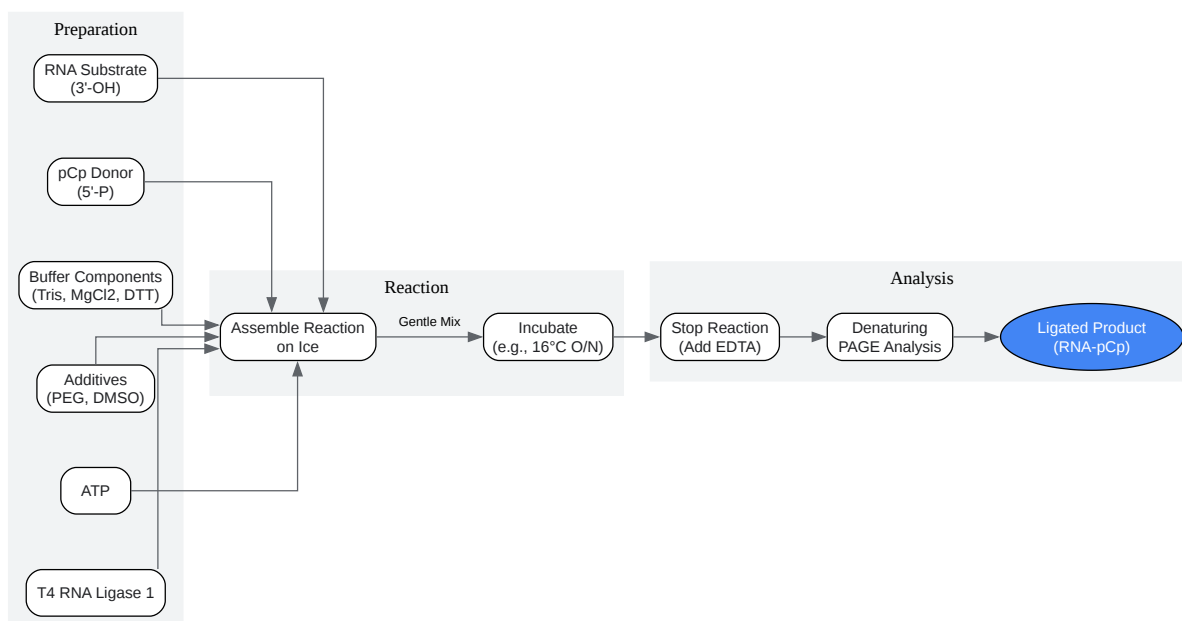 Preparation
RNA Substrate
(3'-OH)
pCp Donor
(5'-P)
Buffer Components
(Tris, MgCl2, DTT)
Additives
(PEG, DMSO)
ATP
T4 RNA Ligase 1
Reaction
Assemble Reaction
on Ice
Gentle Mix
Incubate
(e.g., 16°C O/N)
Analysis
Stop Reaction
(Add EDTA)
Denaturing
PAGE Analysis
Ligated Product
(RNA-pCp)